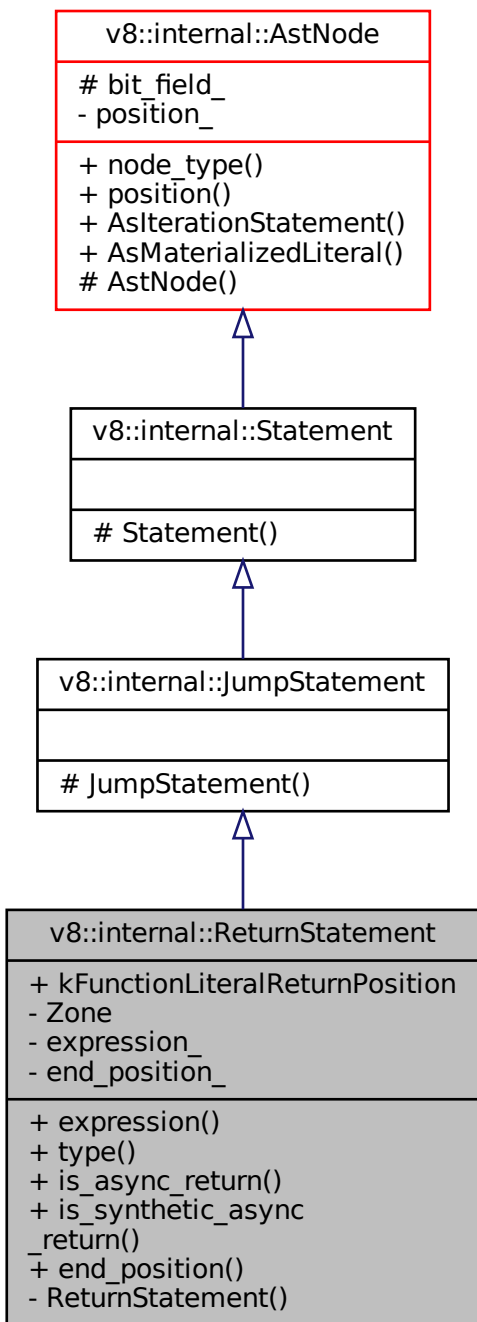 v8::internal::AstNode
# bit_field_
- position_
+ node_type()
+ position()
+ AsIterationStatement()
+ AsMaterializedLiteral()
# AstNode()
v8::internal::Statement
# Statement()
v8::internal::JumpStatement
# JumpStatement()
v8::internal::ReturnStatement
+ kFunctionLiteralReturnPosition
- Zone
- expression_
- end_position_
+ expression()
+ type()
+ is_async_return()
+ is_synthetic_async
_return()
+ end_position()
- ReturnStatement()